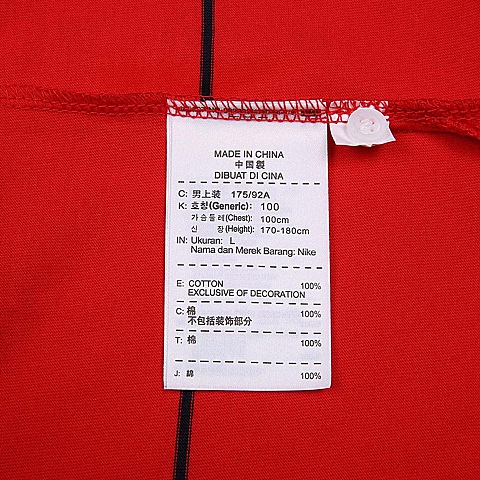 MADE IN CHINA
中国製
DIBUAT DI CINA
C: 男上装 175/92A
K: 호칭(Generic): 100
가슴둘레(Chest): 100cm
신 장(Height): 170-180cm
IN: Ukuran: L
Nama dan Merek Barang: Nike
E: COTTON 100%
EXCLUSIVE OF DECORATION
C: 棉 100%
不包括装饰部分
T: 棉 100%
J: 綿 100%